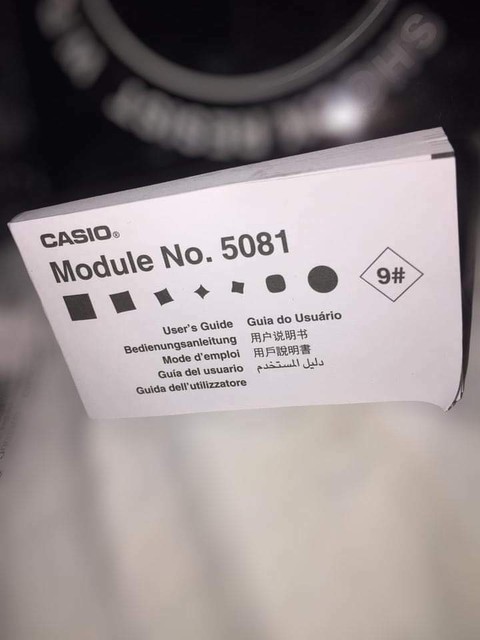 CASIO®
Module No. 5081
9#
User's Guide
Bedienungsanleitung
Mode d'emploi
Guía del usuario
Guida dell'utilizzatore
Guia do Usuário
用户说明书
用戶說明書
دليل المستخدم